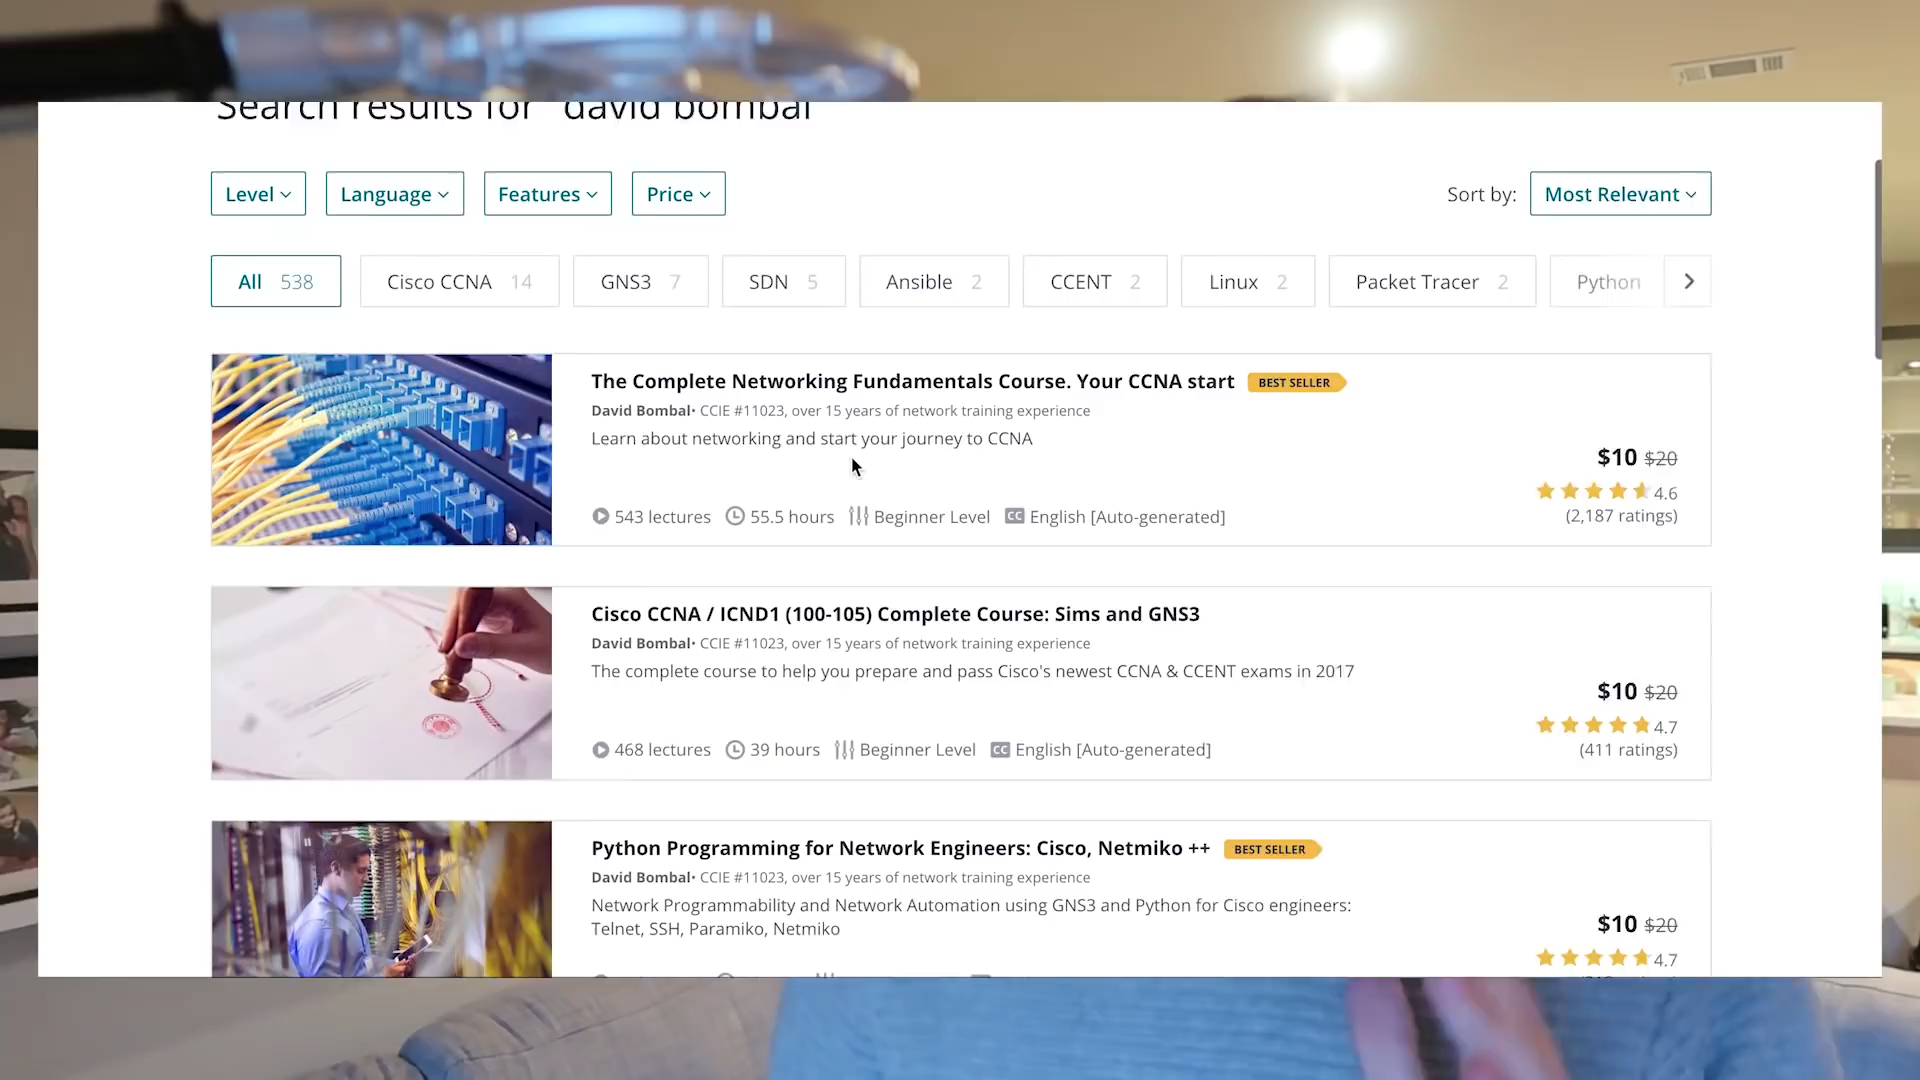 Search results for "david bombal"
Level
Language
Features
Price
Sort by:
Most Relevant
All 538
Cisco CCNA 14
GNS3 7
SDN 5
Ansible 2
CCENT 2
Linux 2
Packet Tracer 2
Python
The Complete Networking Fundamentals Course. Your CCNA start
BEST SELLER
David Bombal• CCIE #11023, over 15 years of network training experience
Learn about networking and start your journey to CCNA
$10 $20
4.6
(2,187 ratings)
543 lectures
55.5 hours
Beginner Level
CC English [Auto-generated]
Cisco CCNA / ICND1 (100-105) Complete Course: Sims and GNS3
David Bombal• CCIE #11023, over 15 years of network training experience
The complete course to help you prepare and pass Cisco's newest CCNA & CCENT exams in 2017
$10 $20
4.7
(411 ratings)
468 lectures
39 hours
Beginner Level
CC English [Auto-generated]
Python Programming for Network Engineers: Cisco, Netmiko ++
BEST SELLER
David Bombal• CCIE #11023, over 15 years of network training experience
Network Programmability and Network Automation using GNS3 and Python for Cisco engineers:
Telnet, SSH, Paramiko, Netmiko
$10 $20
4.7